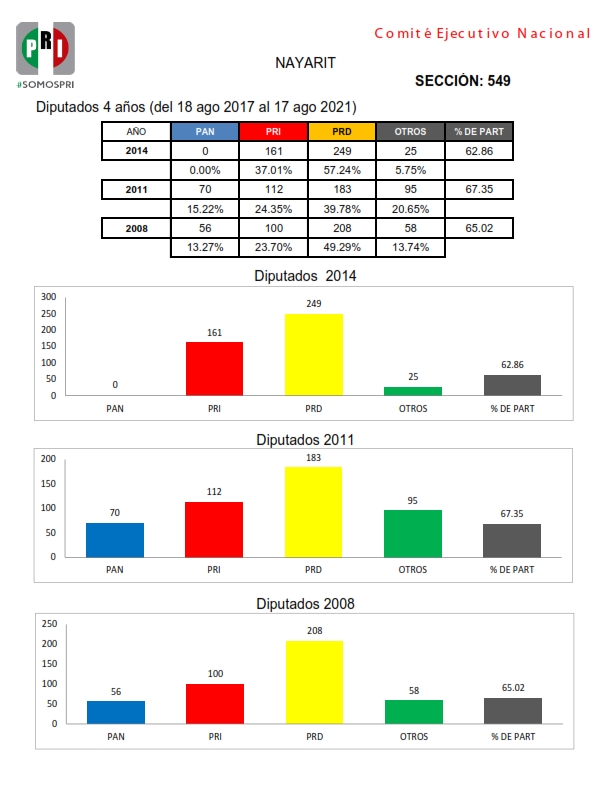 PRI
#SOMOSPRI
Comité Ejecutivo Nacional
NAYARIT
SECCIÓN: 549
Diputados 4 años (del 18 ago 2017 al 17 ago 2021)
AÑO PAN PRI PRD OTROS % DE PART
2014 0 161 249 25 62.86
0.00% 37.01% 57.24% 5.75%
2011 70 112 183 95 67.35
15.22% 24.35% 39.78% 20.65%
2008 56 100 208 58 65.02
13.27% 23.70% 49.29% 13.74%
Diputados 2014
300
250
200
150
100
50
0
0 161 249 25 62.86
PAN PRI PRD OTROS % DE PART
Diputados 2011
200
150
100
50
0
70 112 183 95 67.35
PAN PRI PRD OTROS % DE PART
Diputados 2008
250
200
150
100
50
0
56 100 208 58 65.02
PAN PRI PRD OTROS % DE PART